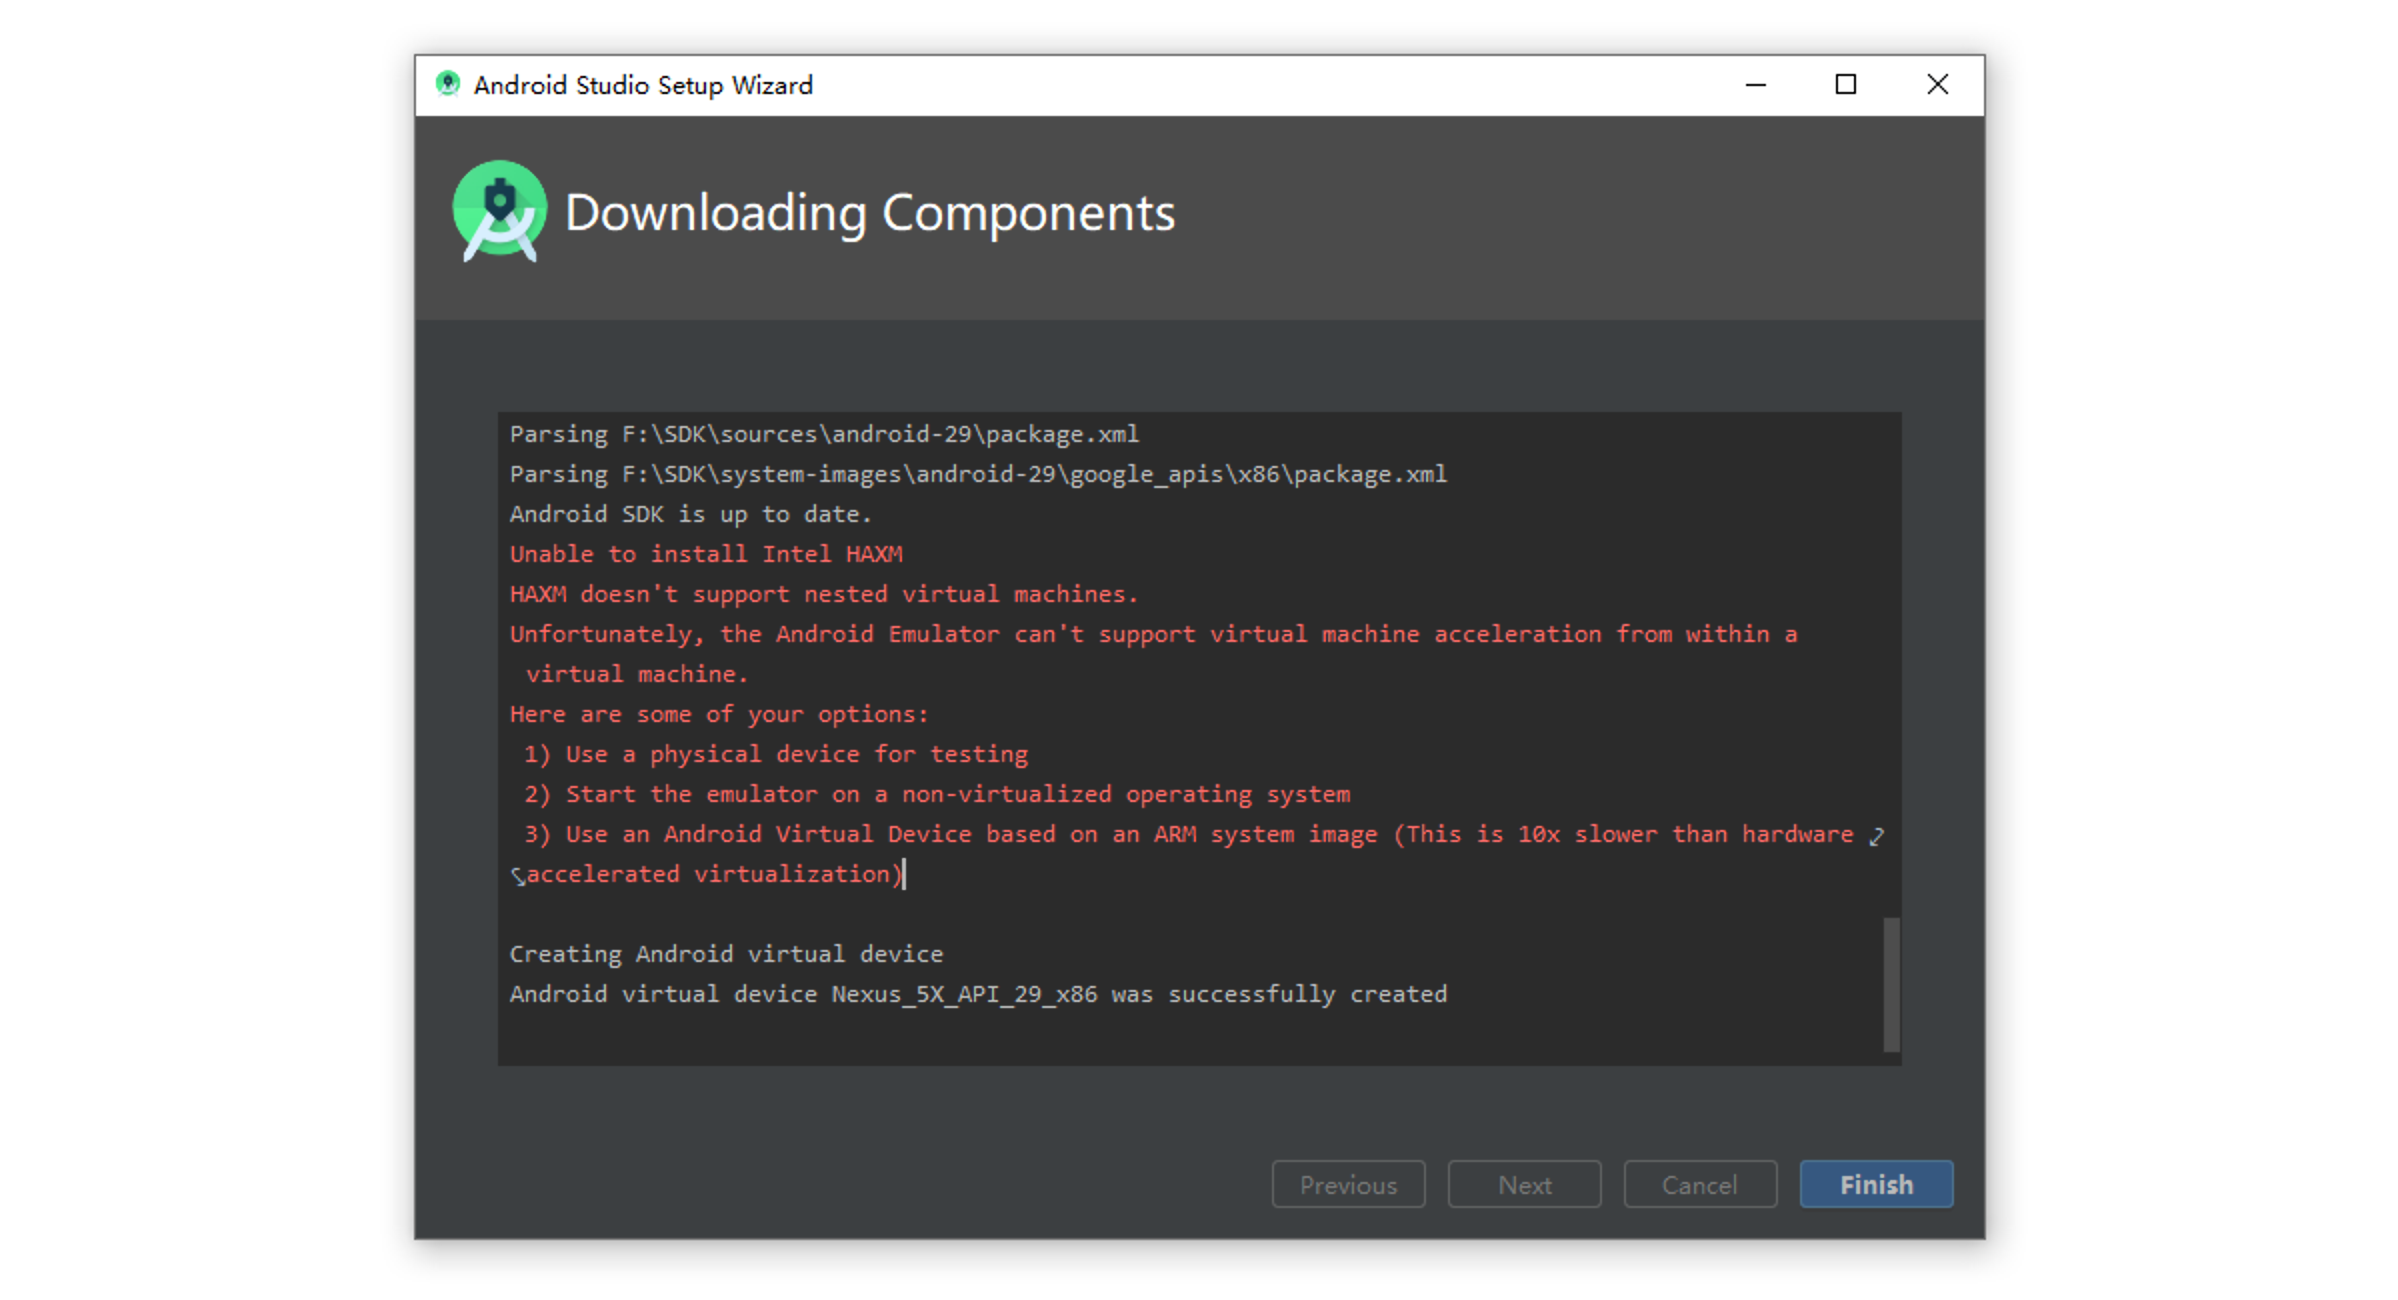 Android Studio Setup Wizard
Downloading Components
Parsing F:\SDK\sources\android-29\package.xml
Parsing F:\SDK\system-images\android-29\google_apis\x86\package.xml
Android SDK is up to date.
Unable to install Intel HAXM
HAXM doesn't support nested virtual machines.
Unfortunately, the Android Emulator can't support virtual machine acceleration from within a
virtual machine.
Here are some of your options:
1) Use a physical device for testing
2) Start the emulator on a non-virtualized operating system
3) Use an Android Virtual Device based on an ARM system image (This is 10x slower than hardware
accelerated virtualization)
Creating Android virtual device
Android virtual device Nexus_5X_API_29_x86 was successfully created
Previous Next Cancel Finish